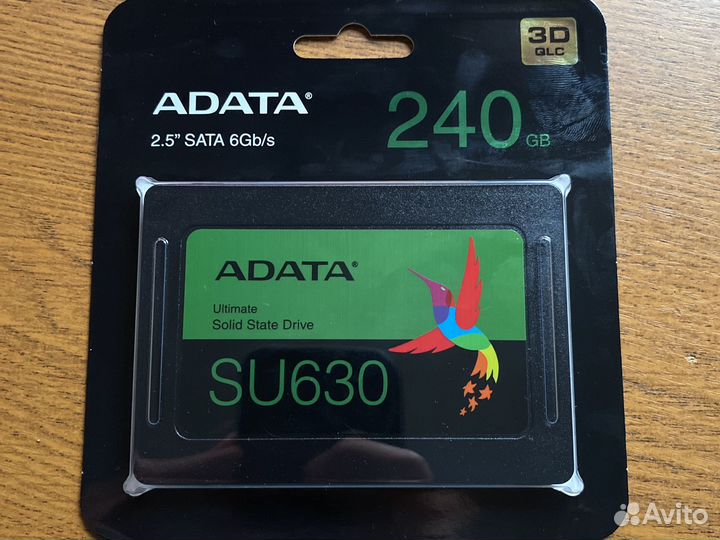 3D
QLC
ADATA®
240 GB
2.5" SATA 6Gb/s
ADATA®
Ultimate
Solid State Drive
SU630
Avito